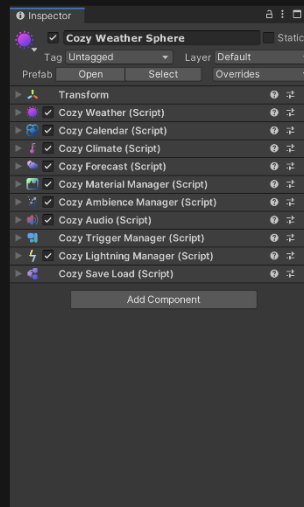 Inspector
Cozy Weather Sphere Static
Tag Untagged Layer Default
Prefab Open Select Overrides
Transform
Cozy Weather (Script)
Cozy Calendar (Script)
Cozy Climate (Script)
Cozy Forecast (Script)
Cozy Material Manager (Script)
Cozy Ambience Manager (Script)
Cozy Audio (Script)
Cozy Trigger Manager (Script)
Cozy Lightning Manager (Script)
Cozy Save Load (Script)
Add Component